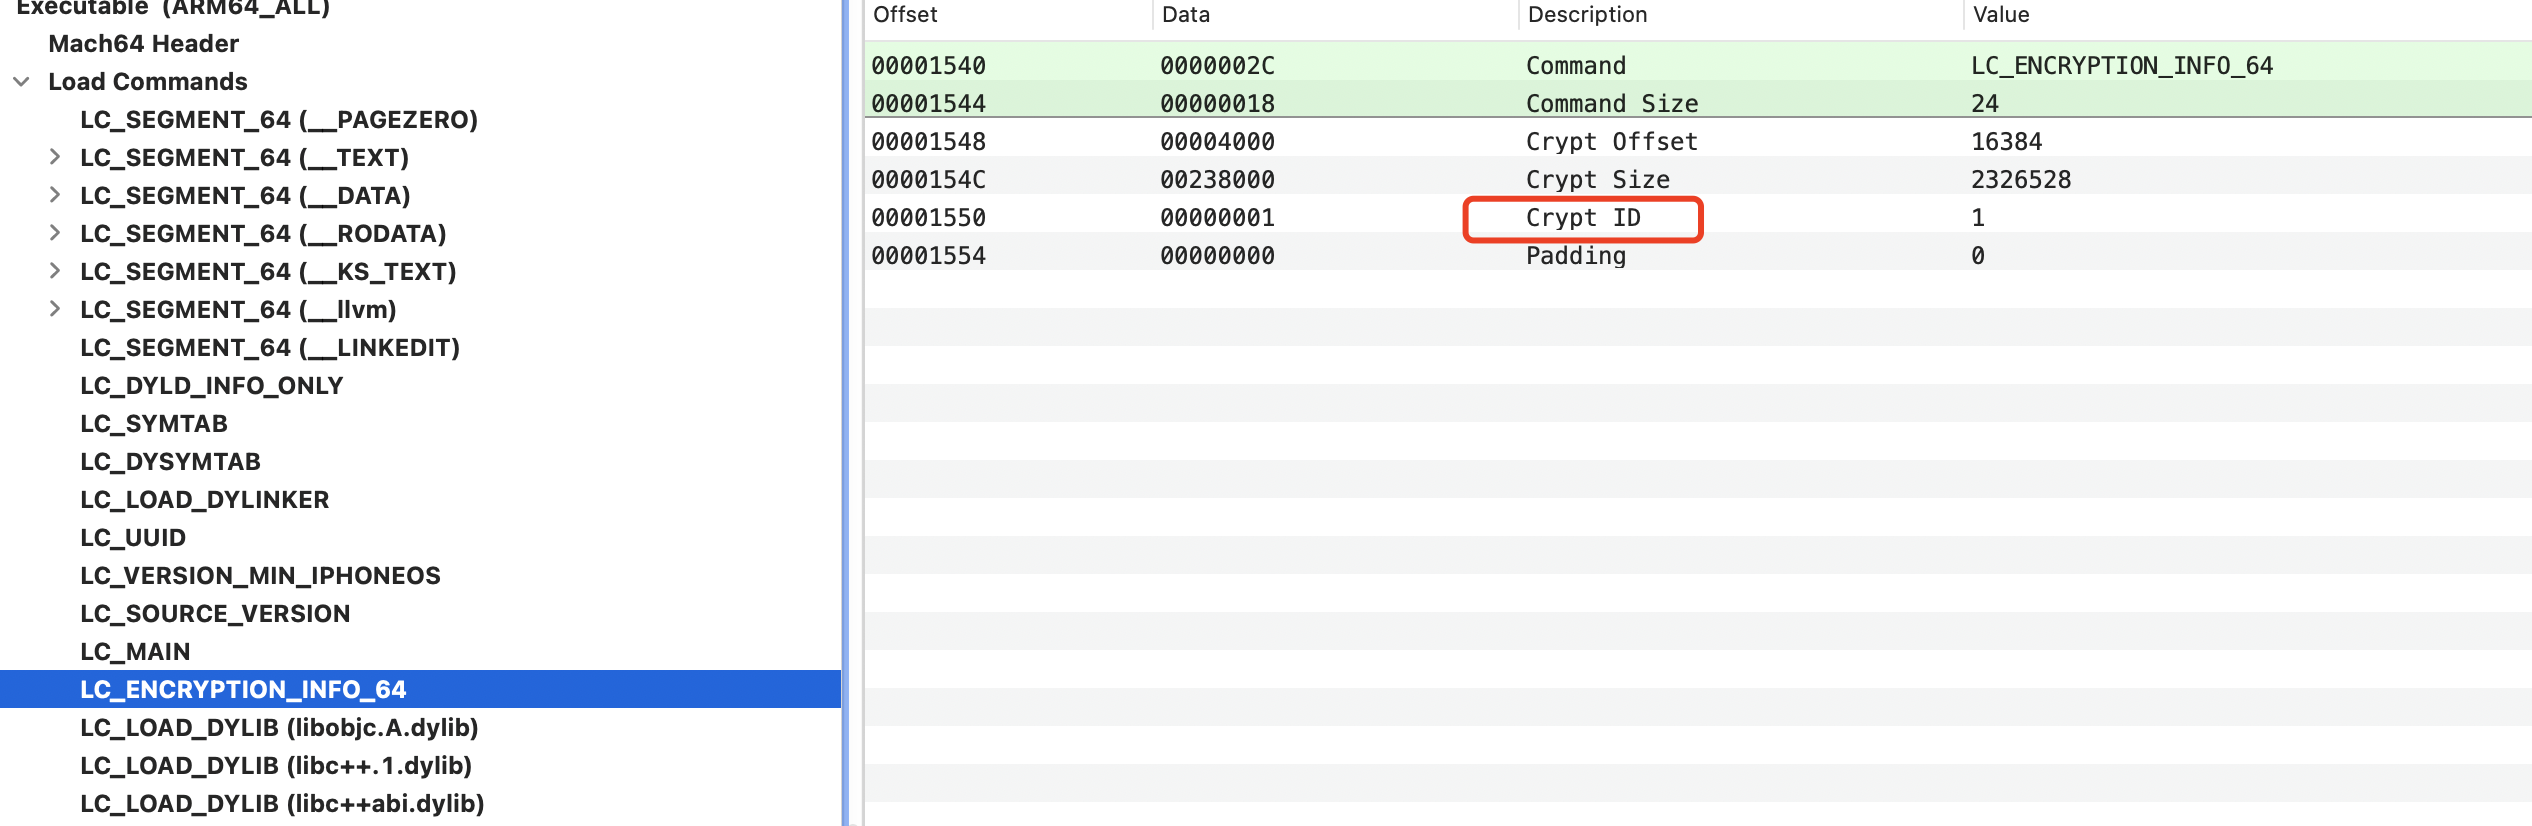 Executable (ARM64_ALL)
Mach64 Header
Load Commands
LC_SEGMENT_64 (__PAGEZERO)
LC_SEGMENT_64 (__TEXT)
LC_SEGMENT_64 (__DATA)
LC_SEGMENT_64 (__RODATA)
LC_SEGMENT_64 (__KS_TEXT)
LC_SEGMENT_64 (__llvm)
LC_SEGMENT_64 (__LINKEDIT)
LC_DYLD_INFO_ONLY
LC_SYMTAB
LC_DYSYMTAB
LC_LOAD_DYLINKER
LC_UUID
LC_VERSION_MIN_IPHONEOS
LC_SOURCE_VERSION
LC_MAIN
LC_ENCRYPTION_INFO_64
LC_LOAD_DYLIB (libobjc.A.dylib)
LC_LOAD_DYLIB (libc++.1.dylib)
LC_LOAD_DYLIB (libc++abi.dylib)
Offset Data Description Value
00001540 0000002C Command LC_ENCRYPTION_INFO_64
00001544 00000018 Command Size 24
00001548 00004000 Crypt Offset 16384
0000154C 00238000 Crypt Size 2326528
00001550 00000001 Crypt ID 1
00001554 00000000 Padding 0